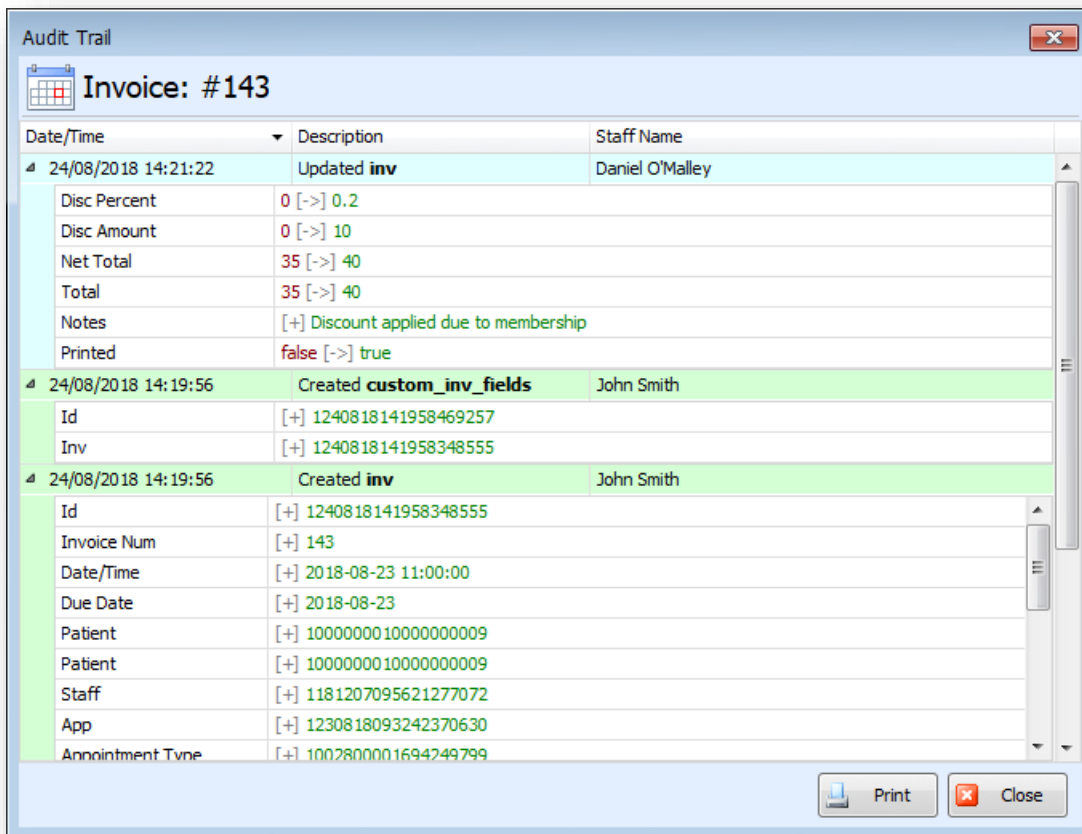 Audit Trail
Invoice: #143
Date/Time Description Staff Name
24/08/2018 14:21:22 Updated inv Daniel O'Malley
Disc Percent 0 [->] 0.2
Disc Amount 0 [->] 10
Net Total 35 [->] 40
Total 35 [->] 40
Notes [+] Discount applied due to membership
Printed false [->] true
24/08/2018 14:19:56 Created custom_inv_fields John Smith
Id [+] 1240818141958469257
Inv [+] 1240818141958348555
24/08/2018 14:19:56 Created inv John Smith
Id [+] 1240818141958348555
Invoice Num [+] 143
Date/Time [+] 2018-08-23 11:00:00
Due Date [+] 2018-08-23
Patient [+] 1000000010000000009
Patient [+] 1000000010000000009
Staff [+] 1181207095621277072
App [+] 1230818093242370630
Appointment Type [+] 1002800001694249799
Print Close